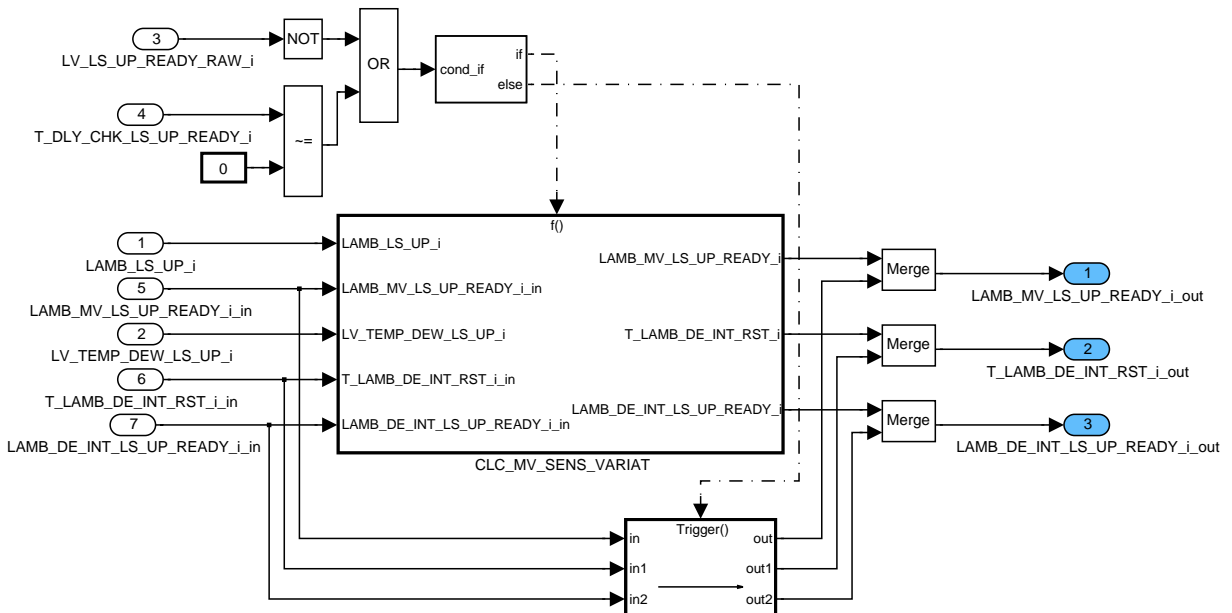 3
LV_LS_UP_READY_RAW_i
NOT
OR
cond_if
if
else
4
T_DLY_CHK_LS_UP_READY_i
0
~=
f()
1
LAMB_LS_UP_i
5
LAMB_MV_LS_UP_READY_i_in
2
LV_TEMP_DEW_LS_UP_i
6
T_LAMB_DE_INT_RST_i_in
7
LAMB_DE_INT_LS_UP_READY_i_in
LAMB_LS_UP_i
LAMB_MV_LS_UP_READY_i_in
LV_TEMP_DEW_LS_UP_i
T_LAMB_DE_INT_RST_i_in
LAMB_DE_INT_LS_UP_READY_i_in
LAMB_MV_LS_UP_READY_i
T_LAMB_DE_INT_RST_i
LAMB_DE_INT_LS_UP_READY_i
CLC_MV_SENS_VARIAT
Merge
1
LAMB_MV_LS_UP_READY_i_out
Merge
2
T_LAMB_DE_INT_RST_i_out
Merge
3
LAMB_DE_INT_LS_UP_READY_i_out
Trigger()
in
in1
in2
out
out1
out2